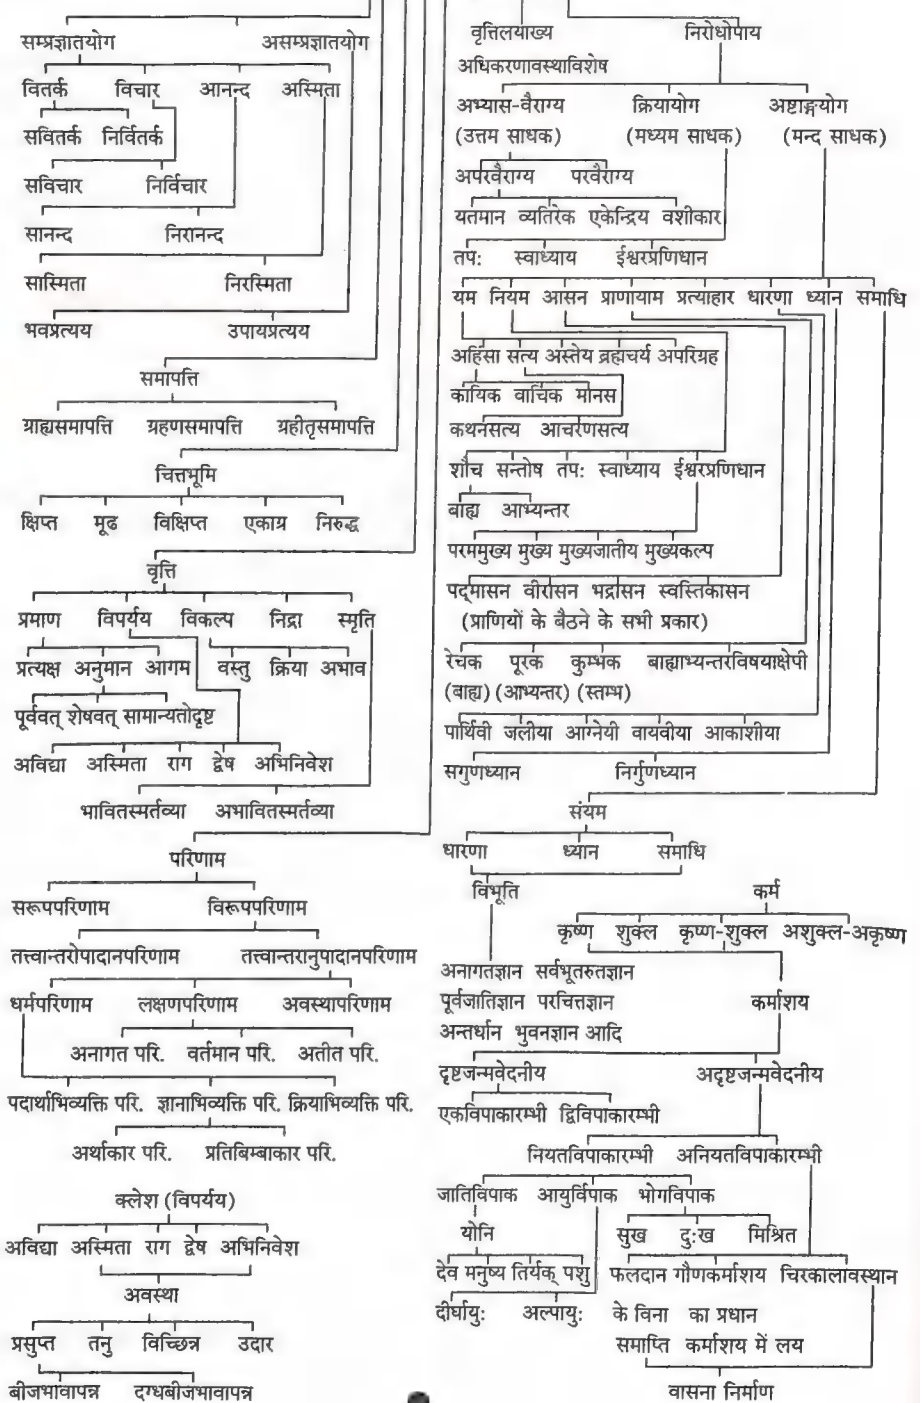 सम्प्रज्ञातयोग असम्प्रज्ञातयोग
वितर्क विचार आनन्द अस्मिता
सवितर्क निर्वितर्क
सविचार निर्विचार
सानन्द निरानन्द
सास्मिता निरस्मिता
भवप्रत्यय उपायप्रत्यय
समापत्ति
ग्राह्यसमापत्ति ग्रहणसमापत्ति ग्रहीतृसमापत्ति
चित्तभूमि
क्षिप्त मूढ विक्षिप्त एकाग्र निरुद्ध
वृत्ति
प्रमाण विपर्यय विकल्प निद्रा स्मृति
प्रत्यक्ष अनुमान आगम वस्तु क्रिया अभाव
पूर्ववत् शेषवत् सामान्यतोदृष्ट
अविद्या अस्मिता राग द्वेष अभिनिवेश
भावितस्मर्तव्या अभावितस्मर्तव्या
परिणाम
सरूपपरिणाम विरूपपरिणाम
तत्त्वान्तरोपादानपरिणाम तत्त्वान्तरानुपादानपरिणाम
धर्मपरिणाम लक्षणपरिणाम अवस्थापरिणाम
अनागत परि. वर्तमान परि. अतीत परि.
पदार्थाभिव्यक्ति परि. ज्ञानाभिव्यक्ति परि. क्रियाभिव्यक्ति परि.
अर्थाकार परि. प्रतिबिम्बाकार परि.
क्लेश (विपर्यय)
अविद्या अस्मिता राग द्वेष अभिनिवेश
अवस्था
प्रसुप्त तनु विच्छिन्न उदार
बीजभावापन्न दग्धबीजभावापन्न
वृत्तिलयाख्य निरोधोपाय
अधिकरणावस्थाविशेष
अभ्यास-वैराग्य क्रियायोग अष्टाङ्गयोग
(उत्तम साधक) (मध्यम साधक) (मन्द साधक)
अपरवैराग्य परवैराग्य
यतमान व्यतिरेक एकेन्द्रिय वशीकार
तपः स्वाध्याय ईश्वरप्रणिधान
यम नियम आसन प्राणायाम प्रत्याहार धारणा ध्यान समाधि
अहिंसा सत्य अस्तेय ब्रह्मचर्य अपरिग्रह
कायिक वाचिक मानस
कथनसत्य आचरणसत्य
शौच सन्तोष तपः स्वाध्याय ईश्वरप्रणिधान
बाह्य आभ्यन्तर
परममुख्य मुख्य मुख्यजातीय मुख्यकल्प
पद्मासन वीरासन भद्रासन स्वस्तिकासन
(प्राणियों के बैठने के सभी प्रकार)
रेचक पूरक कुम्भक बाह्याभ्यन्तरविषयाक्षेपी
(बाह्य) (आभ्यन्तर) (स्तम्भ)
पार्थिवी जलीया आग्नेयी वायवीया आकाशीया
सगुणध्यान निर्गुणध्यान
संयम
धारणा ध्यान समाधि
विभूति कर्म
कृष्ण शुक्ल कृष्ण-शुक्ल अशुक्ल-अकृष्ण
अनागतज्ञान सर्वभूतरुतज्ञान
पूर्वजातिज्ञान परचित्तज्ञान कर्माशय
अन्तर्धान भुवनज्ञान आदि
दृष्टजन्मवेदनीय अदृष्टजन्मवेदनीय
एकविपाकारम्भी द्विविपाकारम्भी
नियतविपाकारम्भी अनियतविपाकारम्भी
जातिविपाक आयुर्विपाक भोगविपाक
योनि सुख दुःख मिश्रित
देव मनुष्य तिर्यक् पशु फलदान गौणकर्माशय चिरकालावस्थान
दीर्घायुः अल्पायुः के विना का प्रधान
समाप्ति कर्माशय में लय
वासना निर्माण